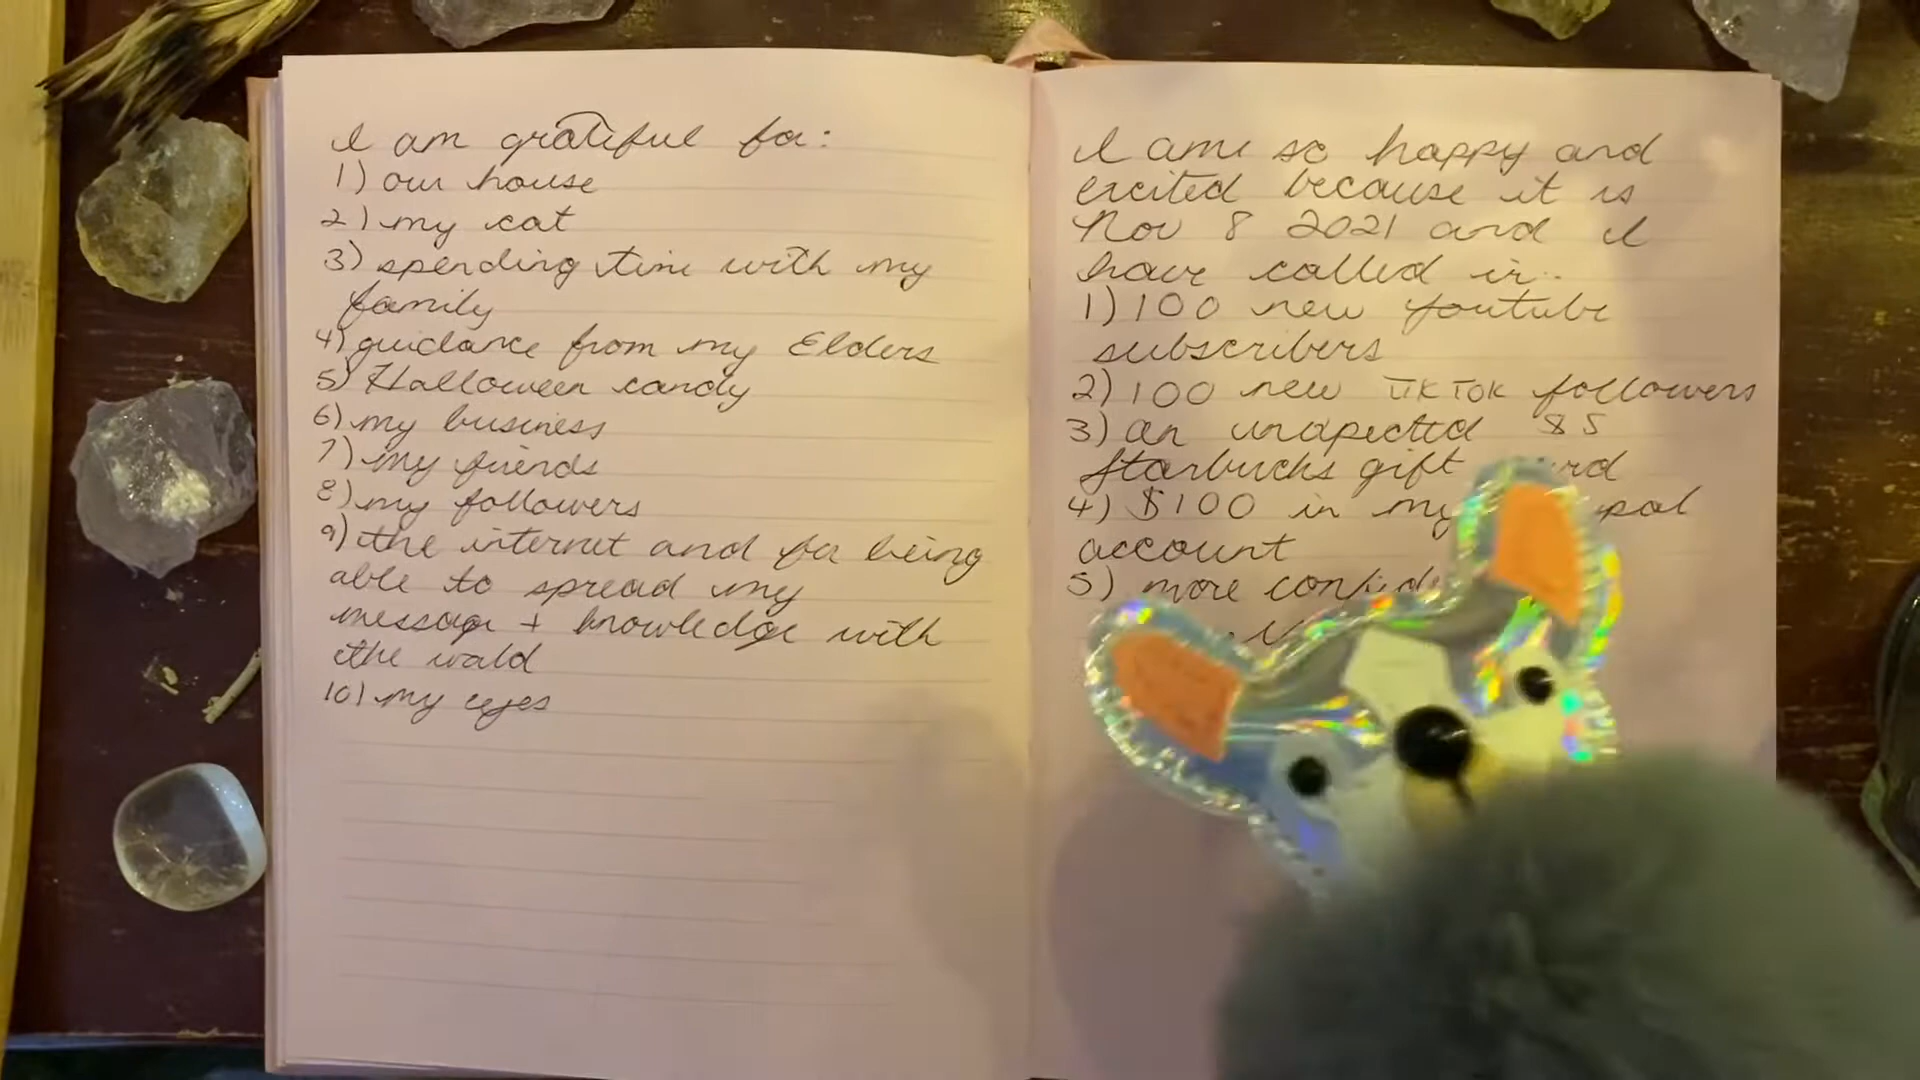 I am grateful for:
1) our house
2) my cat
3) spending time with my
family
4) guidance from my Elders
5) Halloween candy
6) my business
7) my friends
8) my followers
9) the internet and for being
able to spread my
message + knowledge with
the world
10) my eyes
I am so happy and
excited because it is
Nov 8 2021 and I
have called in..
1) 100 new youtube
subscribers
2) 100 new TikTok followers
3) an unexpected
Starbucks gift
4) $100 in my
account
5) more